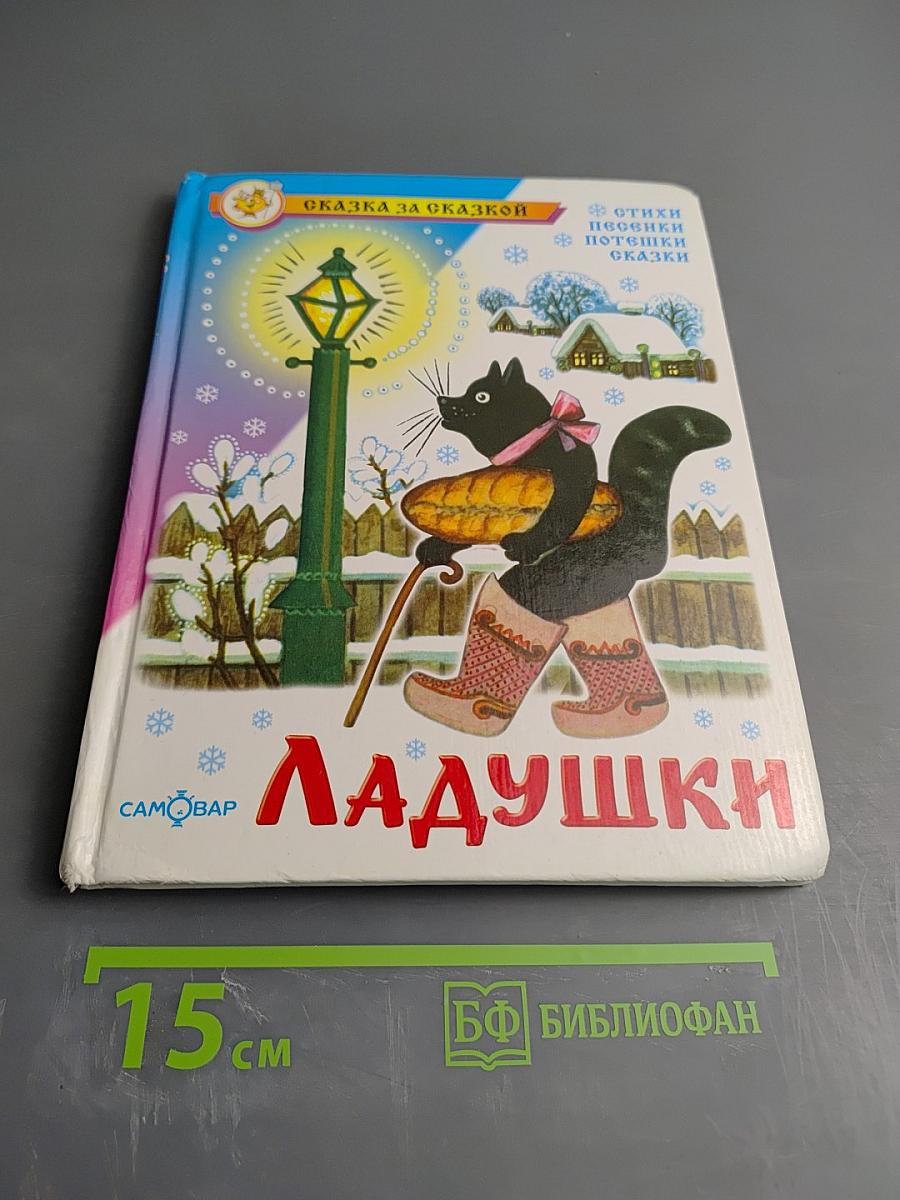 СКАЗКА ЗА СКАЗКОЙ
СТИХИ
ПЕСЕНКИ
ПОТЕШКИ
СКАЗКИ
САМОВАР
ЛАДУШКИ
15 см
БФ БИБЛИОФАН